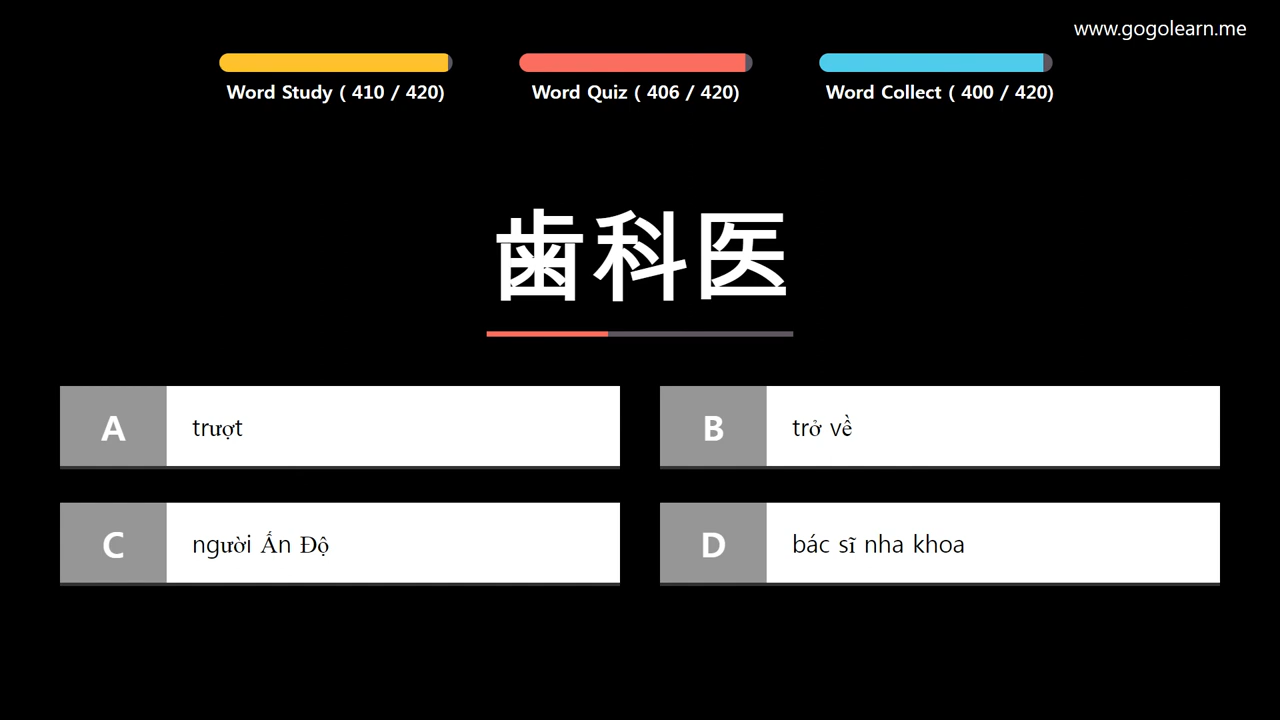 www.gogolearn.me
Word Study ( 410 / 420)
Word Quiz ( 406 / 420)
Word Collect ( 400 / 420)
歯科医
A
trượt
B
trở về
C
người Ấn Độ
D
bác sĩ nha khoa